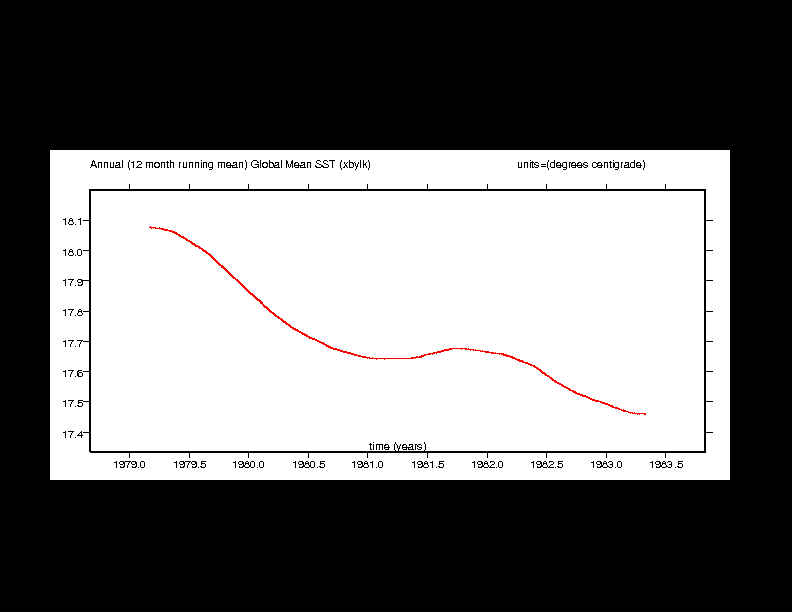 Annual (12 month running mean) Global Mean SST (xbylk) units=(degrees centigrade)
18.1
18.0
17.9
17.8
17.7
17.6
17.5
17.4
time (years)
1979.0 1979.5 1980.0 1980.5 1981.0 1981.5 1982.0 1982.5 1983.0 1983.5